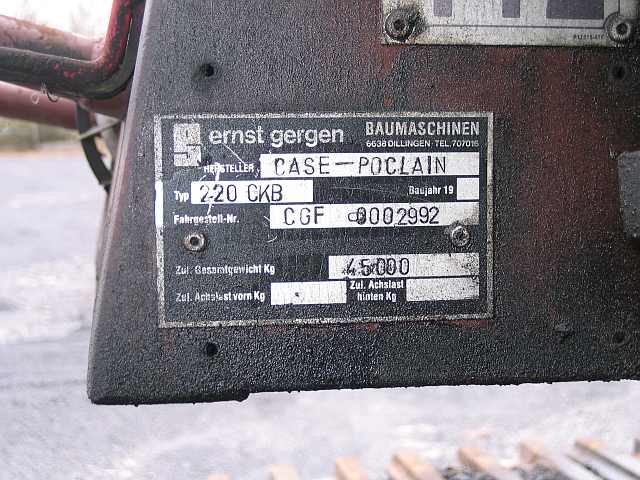 ernst gergen BAUMASCHINEN
6638 DILLINGEN · TEL. 707016
HERSTELLER CASE-POCLAIN
Typ 220 CKB Baujahr 19
Fahrgestell-Nr. CGF 0002992
Zul. Gesamtgewicht Kg 45000
Zul. Achslast vorn Kg Zul. Achslast hinten Kg